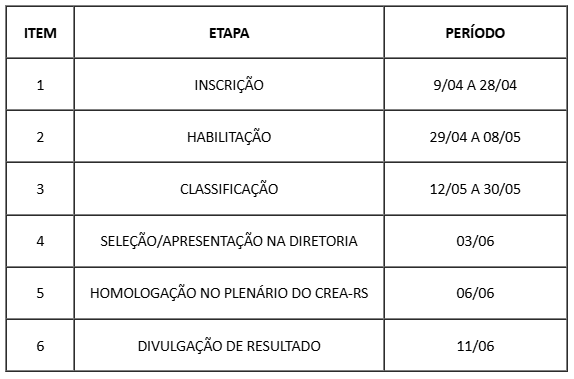 ITEM ETAPA PERÍODO
1 INSCRIÇÃO 9/04 A 28/04
2 HABILITAÇÃO 29/04 A 08/05
3 CLASSIFICAÇÃO 12/05 A 30/05
4 SELEÇÃO/APRESENTAÇÃO NA DIRETORIA 03/06
5 HOMOLOGAÇÃO NO PLENÁRIO DO CREA-RS 06/06
6 DIVULGAÇÃO DE RESULTADO 11/06